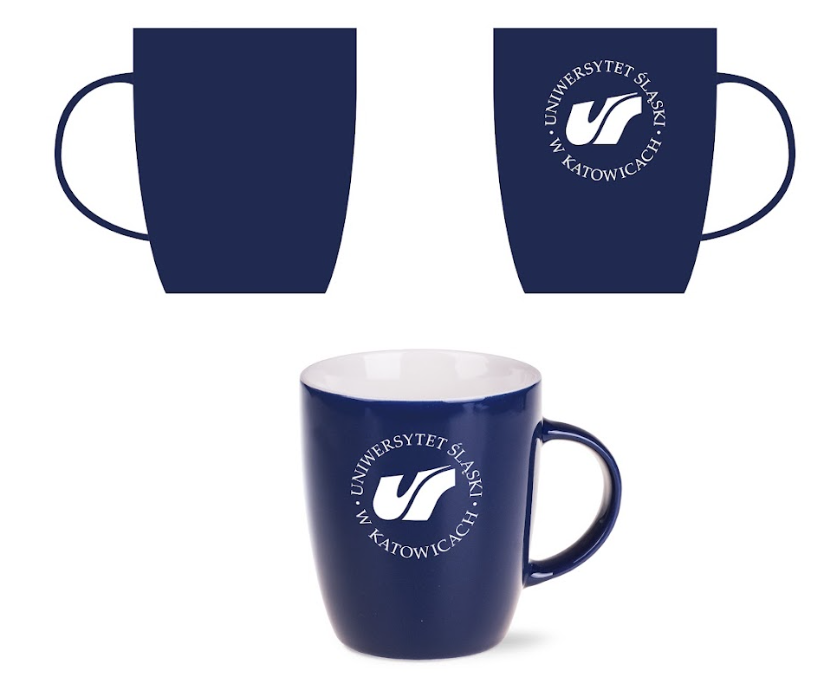 UNIWERSYTET ŚLĄSKI
• W KATOWICACH •
UNIWERSYTET ŚLĄSKI
• W KATOWICACH •